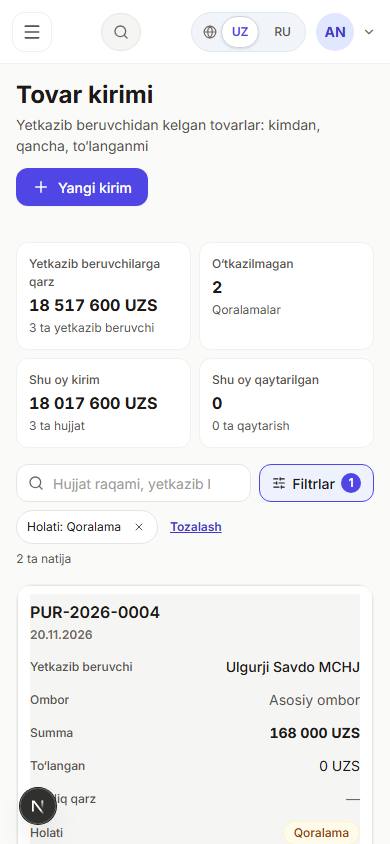 UZ
RU
AN
Tovar kirimi
Yetkazib beruvchidan kelgan tovarlar: kimdan,
qancha, to‘langanmi
Yangi kirim
Yetkazib beruvchilarga
qarz
18 517 600 UZS
3 ta yetkazib beruvchi
O‘tkazilmagan
2
Qoralamalar
Shu oy kirim
18 017 600 UZS
3 ta hujjat
Shu oy qaytarilgan
0
0 ta qaytarish
Hujjat raqami, yetkazib l
Filtrlar 1
Holati: Qoralama
Tozalash
2 ta natija
PUR-2026-0004
20.11.2026
Yetkazib beruvchi Ulgurji Savdo MCHJ
Ombor Asosiy ombor
Summa 168 000 UZS
To‘langan 0 UZS
qarz —
N
Holati Qoralama